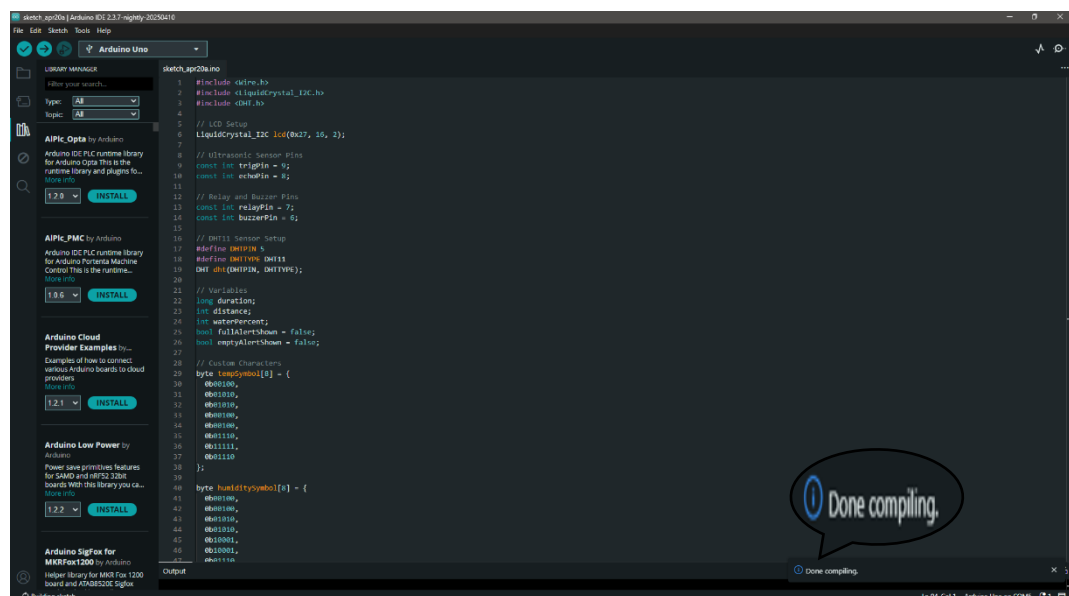 sketch_apr20a | Arduino IDE 2.3.7-nightly-20250410
File Edit Sketch Tools Help
Arduino Uno
LIBRARY MANAGER
Filter your search...
Type: All
Topic: All
AlPlc_Opta by Arduino
Arduino IDE PLC runtime library
for Arduino Opta This is the
runtime library and plugins fo...
More info
1.2.0
INSTALL
AlPlc_PMC by Arduino
Arduino IDE PLC runtime library
for Arduino Portenta Machine
Control This is the runtime...
More info
1.0.6
INSTALL
Arduino Cloud
Provider Examples by...
Examples of how to connect
various Arduino boards to cloud
providers
More info
1.2.1
INSTALL
Arduino Low Power by
Arduino
Power save primitives features
for SAMD and nRF52 32bit
boards With this library you ca...
More info
1.2.2
INSTALL
Arduino SigFox for
MKRFox1200 by Arduino
Helper library for MKR Fox 1200
board and ATAB8520E Sigfox
sketch_apr20a.ino
1 #include <Wire.h>
2 #include <LiquidCrystal_I2C.h>
3 #include <DHT.h>
4
5 // LCD Setup
6 LiquidCrystal_I2C lcd(0x27, 16, 2);
7
8 // Ultrasonic Sensor Pins
9 const int trigPin = 9;
10 const int echoPin = 8;
11
12 // Relay and Buzzer Pins
13 const int relayPin = 7;
14 const int buzzerPin = 6;
15
16 // DHT11 Sensor Setup
17 #define DHTPIN 5
18 #define DHTTYPE DHT11
19 DHT dht(DHTPIN, DHTTYPE);
20
21 // Variables
22 long duration;
23 int distance;
24 int waterPercent;
25 bool fullAlertShown = false;
26 bool emptyAlertShown = false;
27
28 // Custom Characters
29 byte tempSymbol[8] = {
30 0b00100,
31 0b01010,
32 0b01010,
33 0b00100,
34 0b00100,
35 0b01110,
36 0b11111,
37 0b01110
38 };
39
40 byte humiditySymbol[8] = {
41 0b00100,
42 0b00100,
43 0b01010,
44 0b01010,
45 0b10001,
46 0b10001,
47 0b01110
Done compiling.
Output
Done compiling.